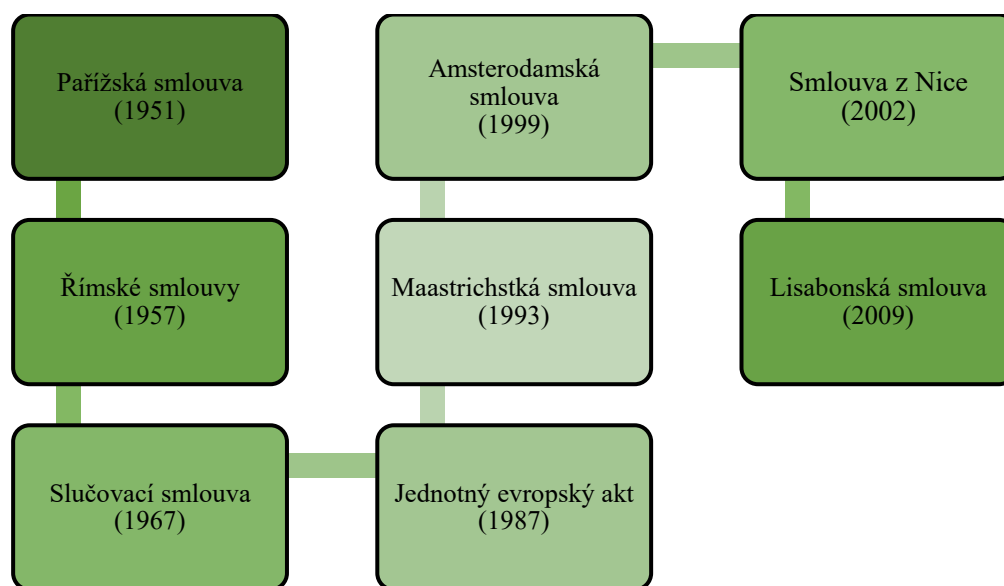 Pařížská smlouva
(1951)
Římské smlouvy
(1957)
Slučovací smlouva
(1967)
Jednotný evropský akt
(1987)
Maastrichstká smlouva
(1993)
Amsterodamská
smlouva
(1999)
Smlouva z Nice
(2002)
Lisabonská smlouva
(2009)